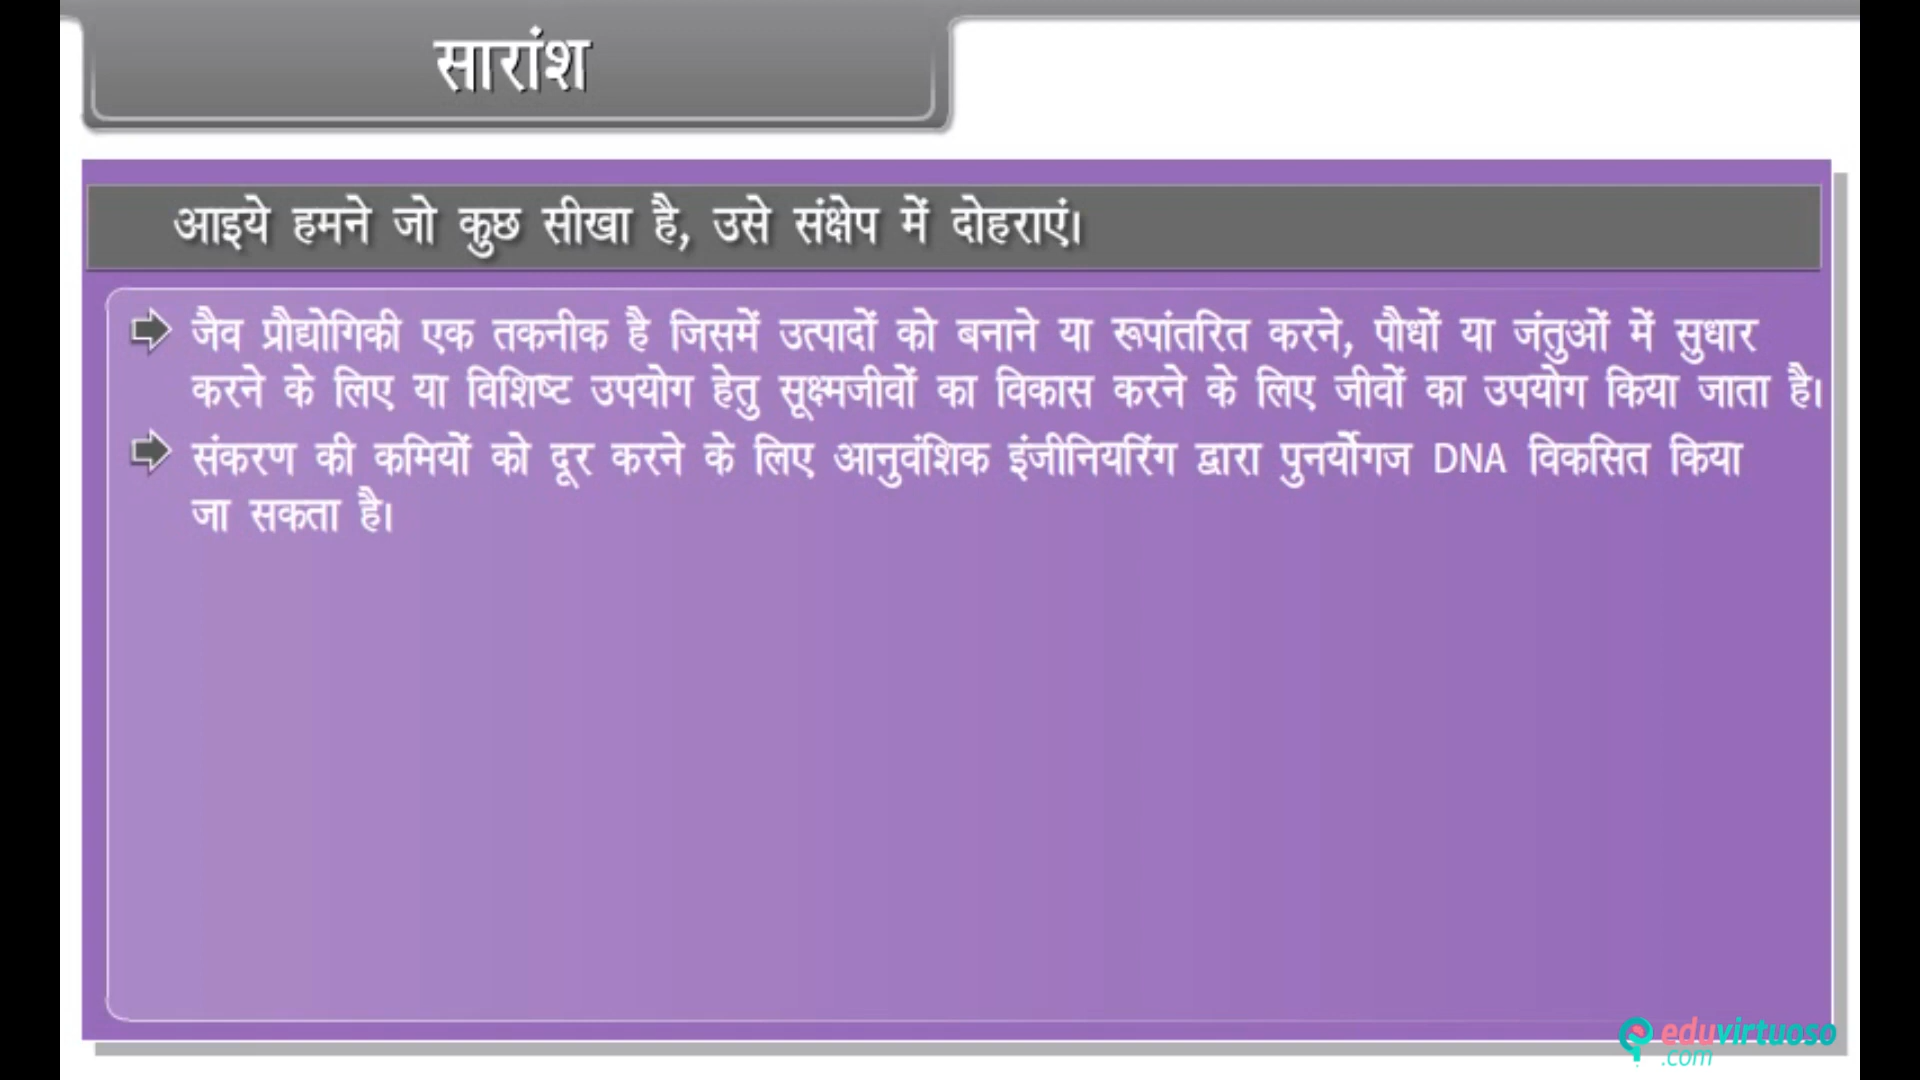 सारांश
आइये हमने जो कुछ सीखा है, उसे संक्षेप में दोहराएं।
जैव प्रौद्योगिकी एक तकनीक है जिसमें उत्पादों को बनाने या रूपांतरित करने, पौधों या जंतुओं में सुधार
करने के लिए या विशिष्ट उपयोग हेतु सूक्ष्मजीवों का विकास करने के लिए जीवों का उपयोग किया जाता है।
संकरण की कमियों को दूर करने के लिए आनुवंशिक इंजीनियरिंग द्वारा पुनर्योगज DNA विकसित किया
जा सकता है।
eduvirtuoso
.com